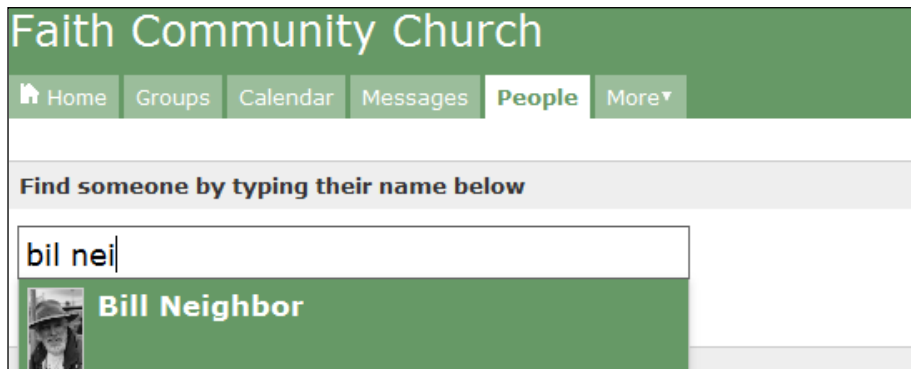 Faith Community Church
Home Groups Calendar Messages People More▼
Find someone by typing their name below
bil nei
Bill Neighbor